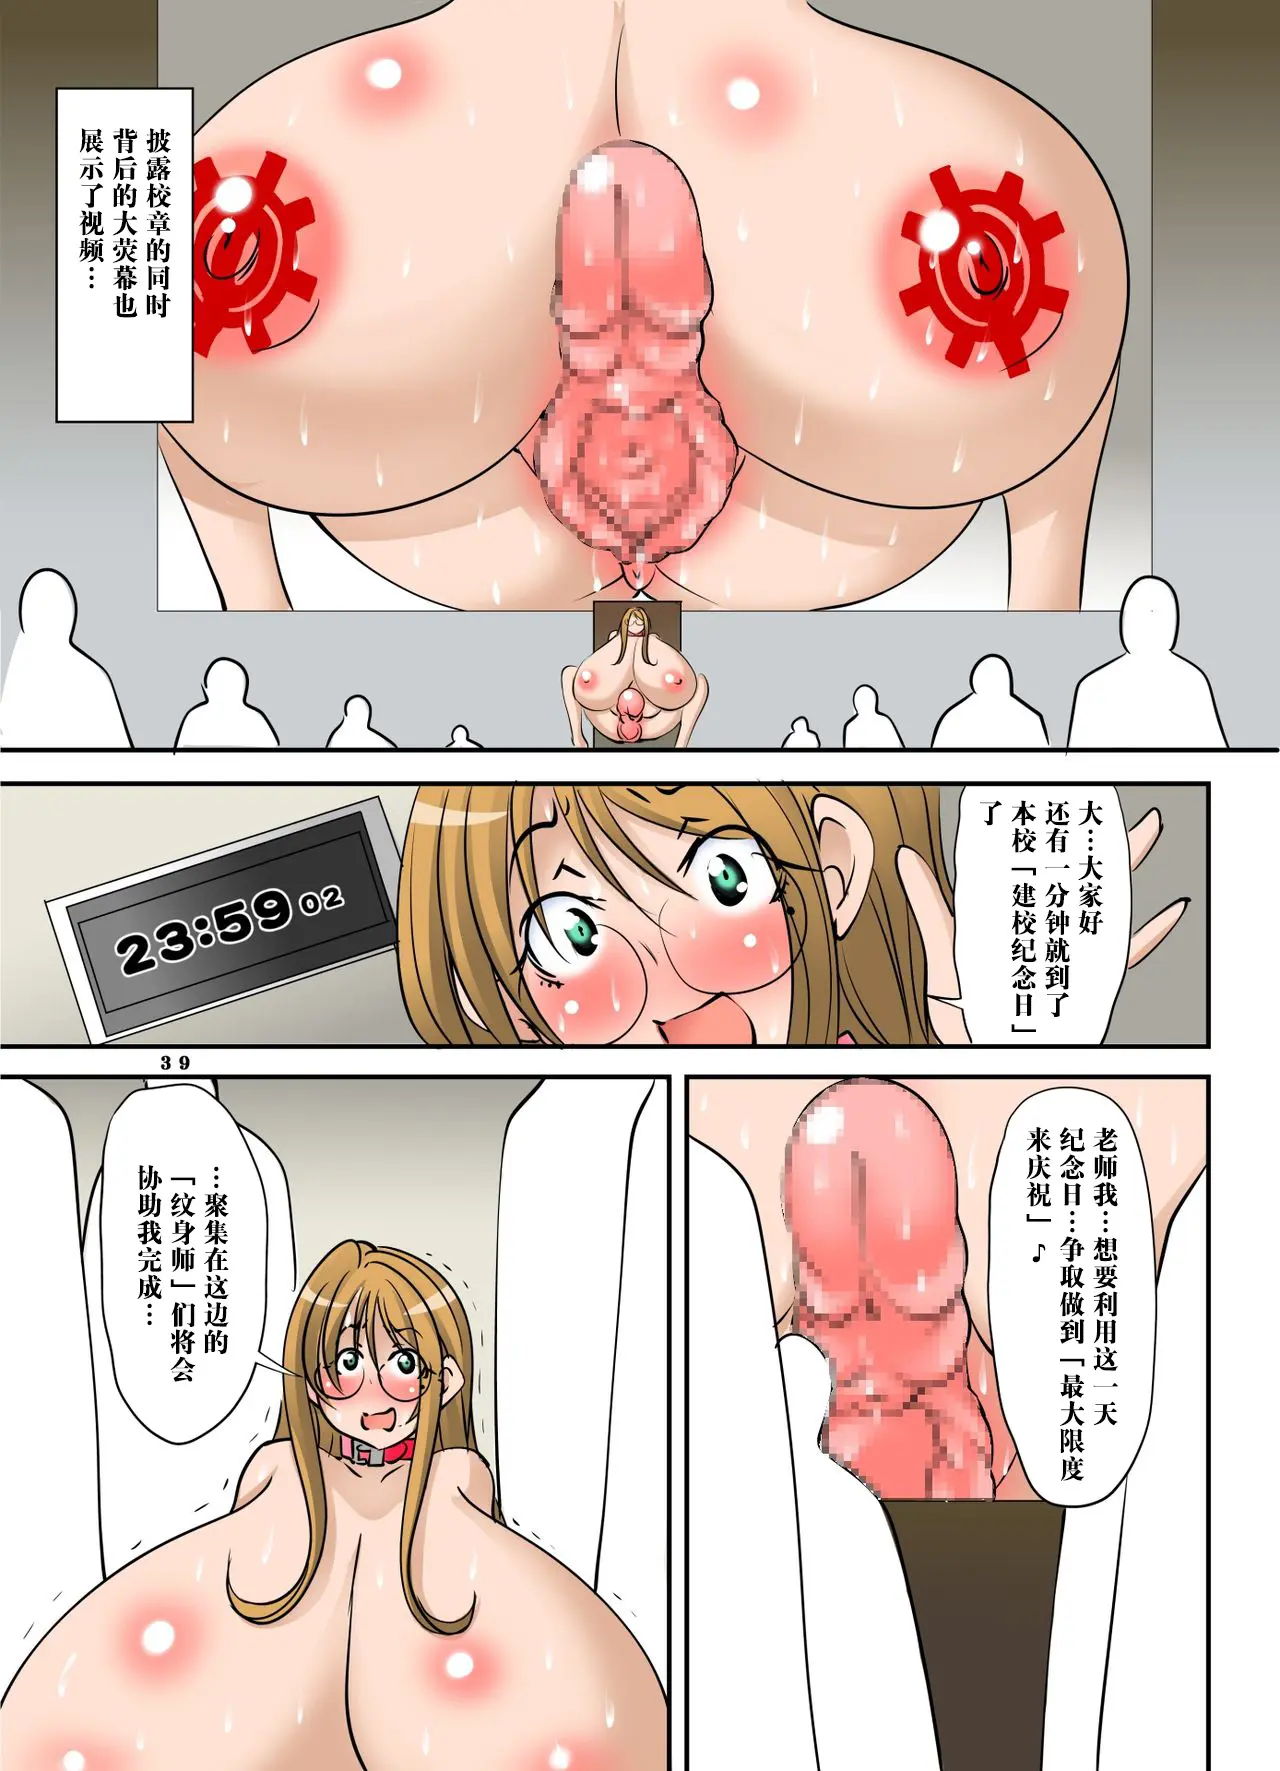 披露校章的同时
背后的大荧幕也
展示了视频…
大…大家好
还有一分钟就到了
本校「建校纪念日」
了
23:59 02
老师我…想要利用这一天
纪念日…争取做到「最大限度
来庆祝」♪
…聚集在这边的
「纹身师」们将会
协助我完成…
39